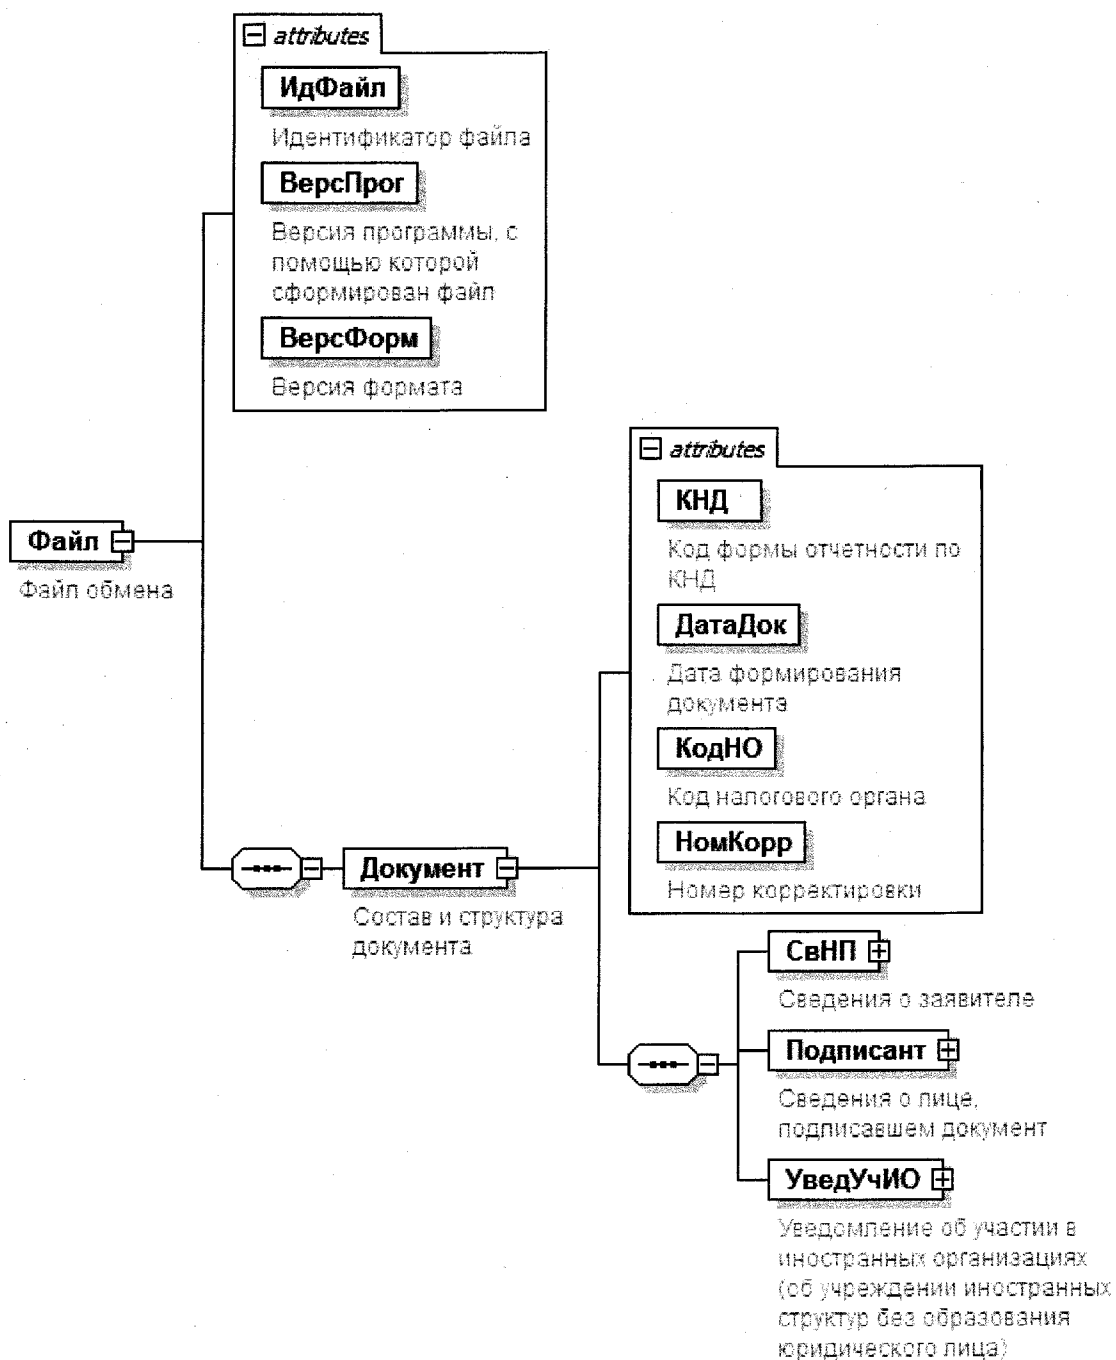 attributes
ИдФайл
Идентификатор файла
ВерсПрог
Версия программы, с
помощью которой
сформирован файл
ВерсФорм
Версия формата
Файл
Файл обмена
attributes
КНД
Код формы отчетности по
КНД
ДатаДок
Дата формирования
документа
КодНО
Код налогового органа
НомКорр
Номер корректировки
Документ
Состав и структура
документа
СвНП
Сведения о заявителе
Подписант
Сведения о лице,
подписавшем документ
УведУчИО
Уведомление об участии в
иностранных организациях
(об учреждении иностранных
структур без образования
юридического лица)